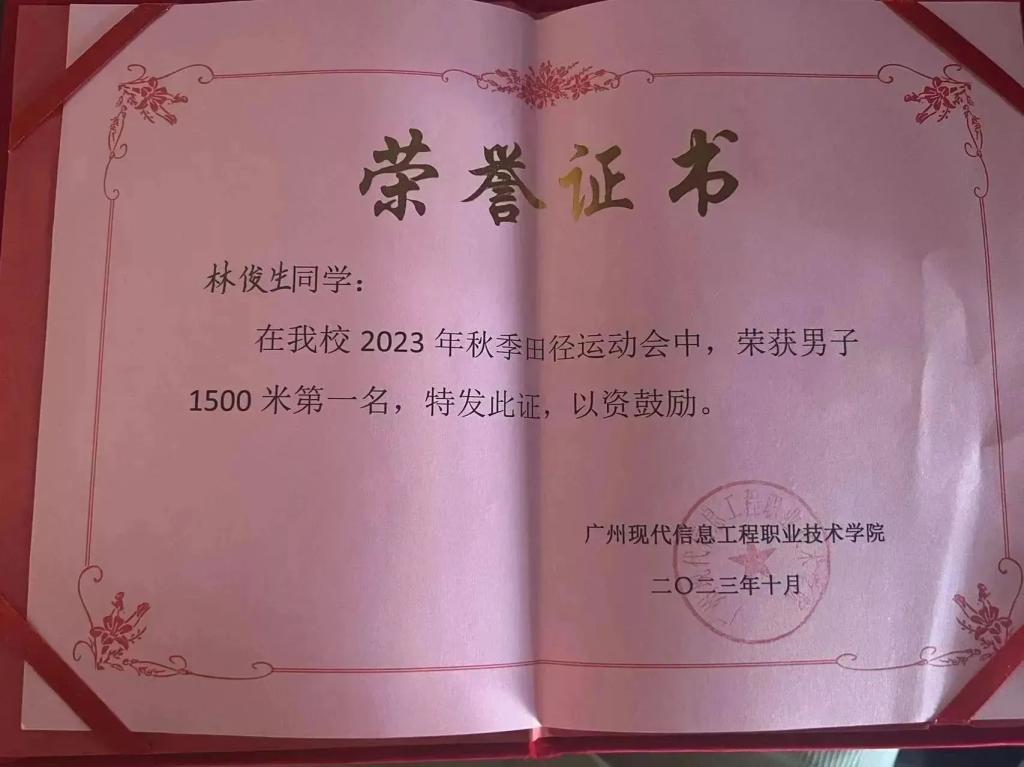 荣誉证书
林俊生同学：
在我校 2023 年秋季田径运动会中，荣获男子
1500 米第一名，特发此证，以资鼓励。
广州现代信息工程职业技术学院
二〇二三年十月